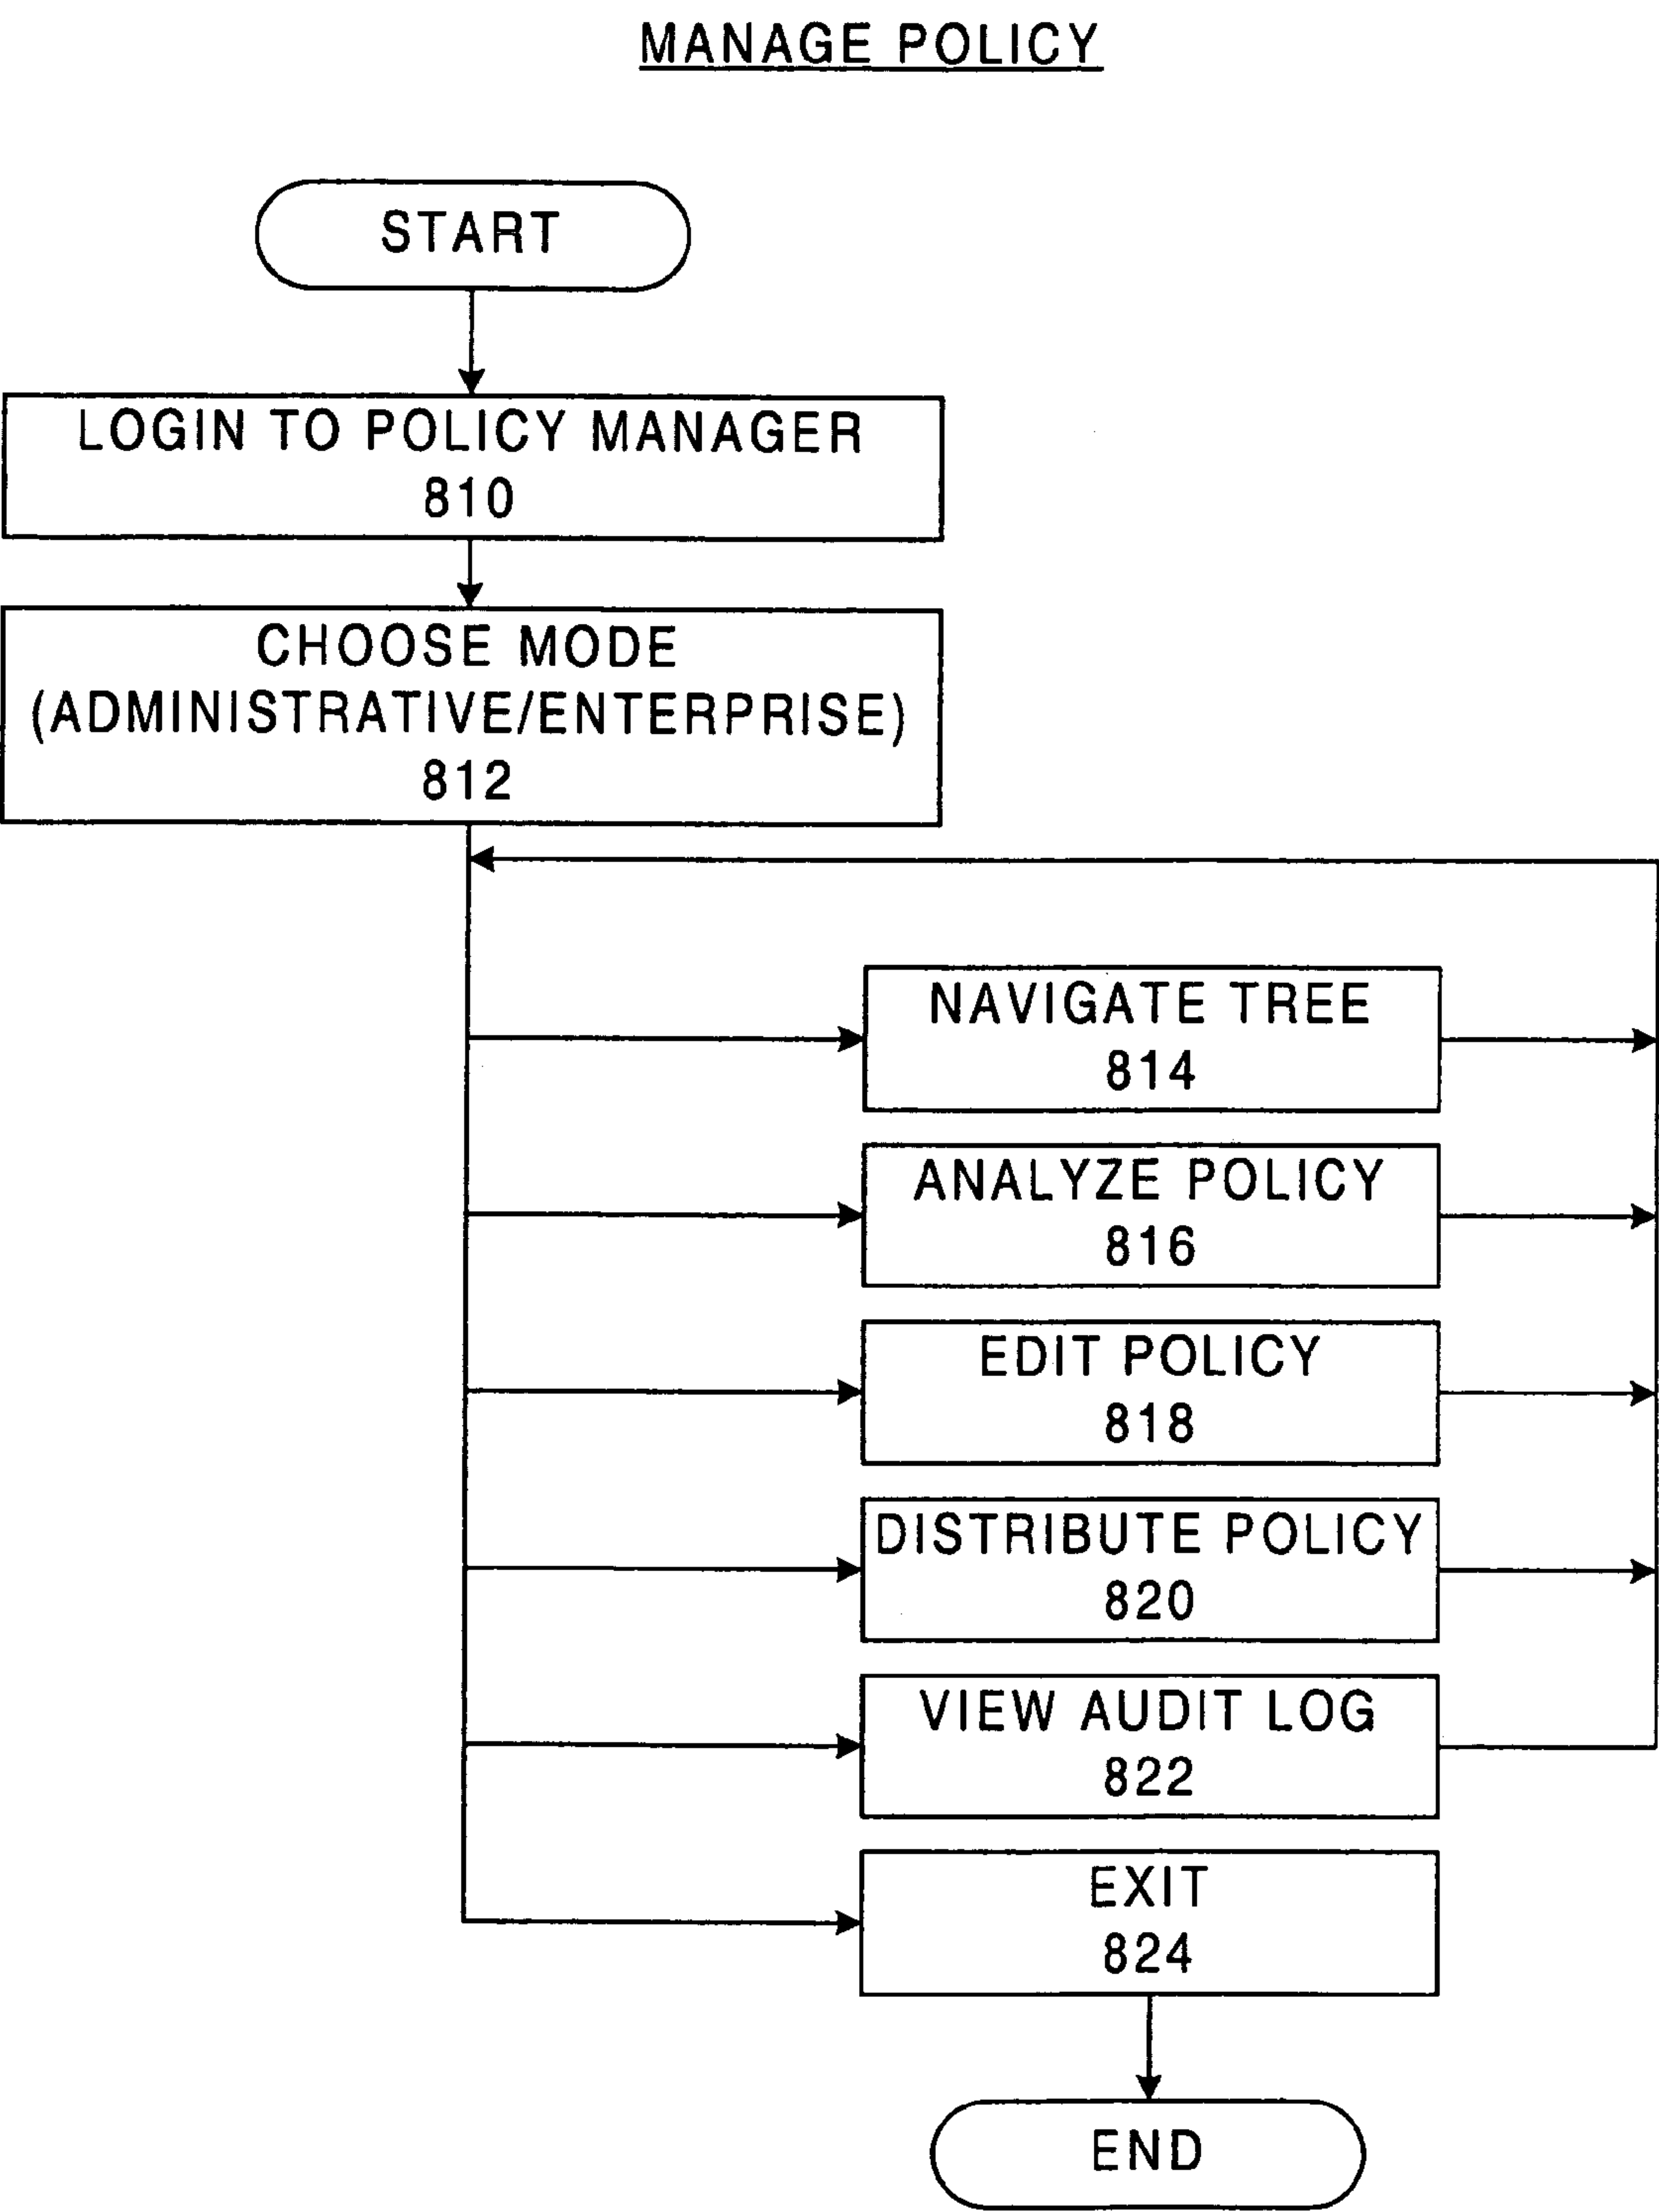 MANAGE POLICY
START
LOGIN TO POLICY MANAGER
810
CHOOSE MODE
(ADMINISTRATIVE/ENTERPRISE)
812
NAVIGATE TREE
814
ANALYZE POLICY
816
EDIT POLICY
818
DISTRIBUTE POLICY
820
VIEW AUDIT LOG
822
EXIT
824
END